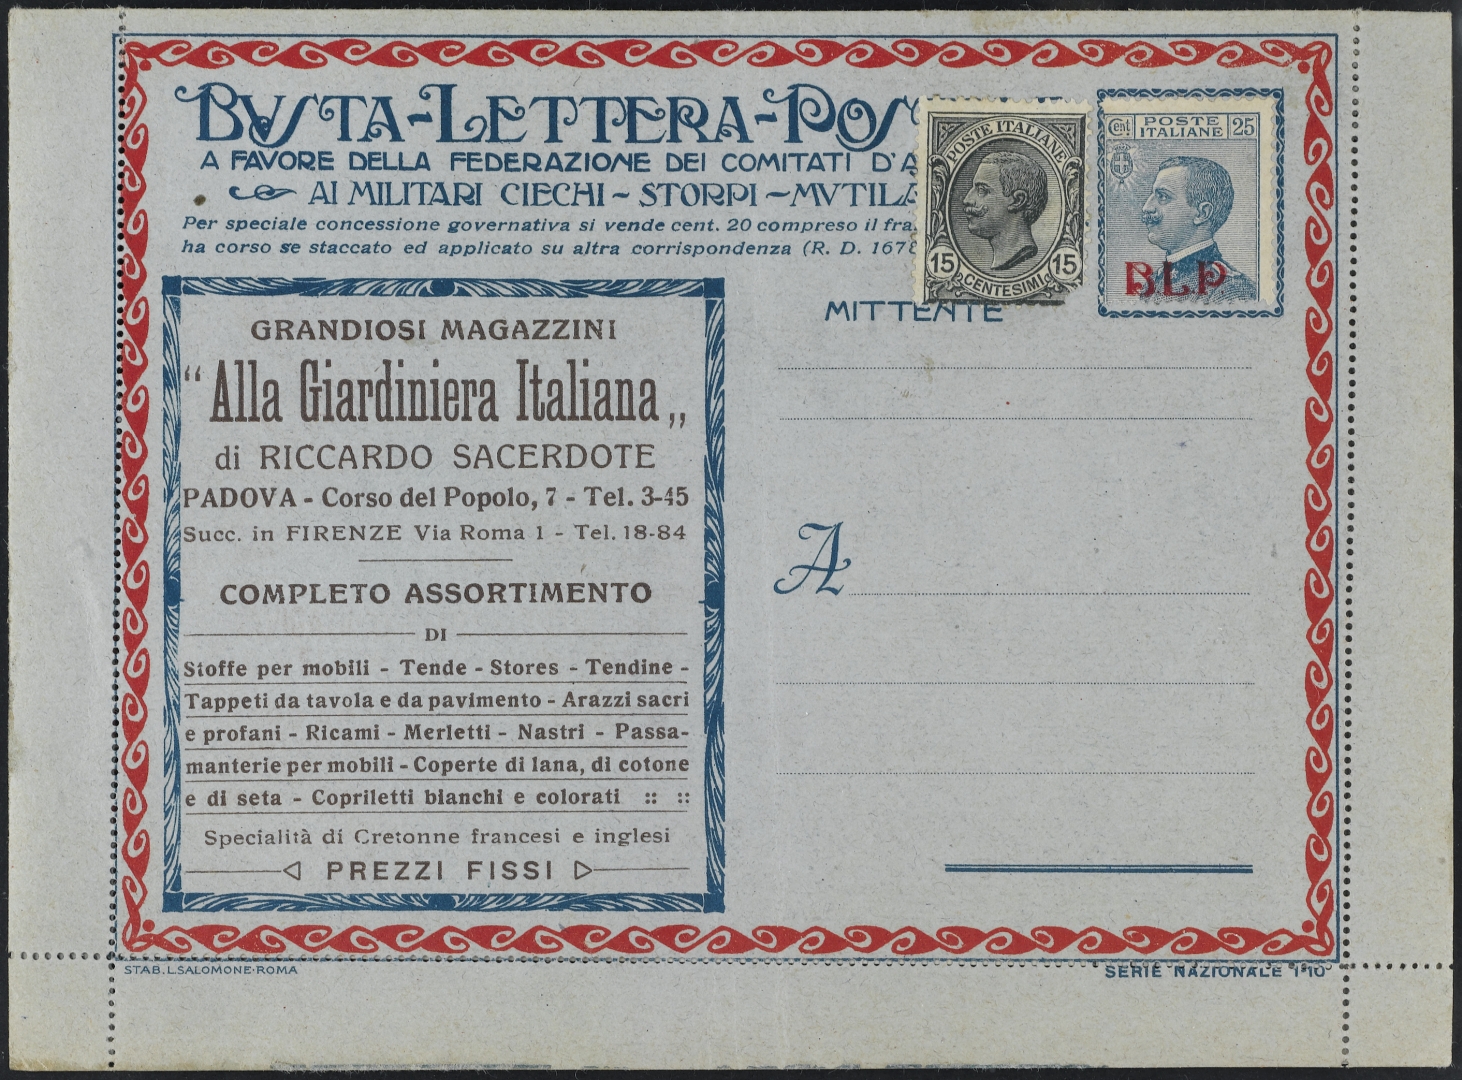 BVSTA-LETTERA-POS
A FAVORE DELLA FEDERAZIONE DEI COMITATI D'A
AI MILITARI CIECHI - STORPI - MVTILA
Per speciale concessione governativa si vende cent. 20 compreso il fra
ha corso se staccato ed applicato su altra corrispondenza (R. D. 1678
POSTE ITALIANE
15 15
CENTESIMI
Cent POSTE ITALIANE 25
BLP
MITTENTE
GRANDIOSI MAGAZZINI
“Alla Giardiniera Italiana„
di RICCARDO SACERDOTE
PADOVA - Corso del Popolo, 7 - Tel. 3-45
Succ. in FIRENZE Via Roma 1 - Tel. 18-84
COMPLETO ASSORTIMENTO
DI
Stoffe per mobili - Tende - Stores - Tendine -
Tappeti da tavola e da pavimento - Arazzi sacri
e profani - Ricami - Merletti - Nastri - Passa-
manterie per mobili - Coperte di lana, di cotone
e di seta - Copriletti bianchi e colorati :: ::
Specialità di Cretonne francesi e inglesi
PREZZI FISSI
A
STAB. L. SALOMONE-ROMA
SERIE NAZIONALE 1-10